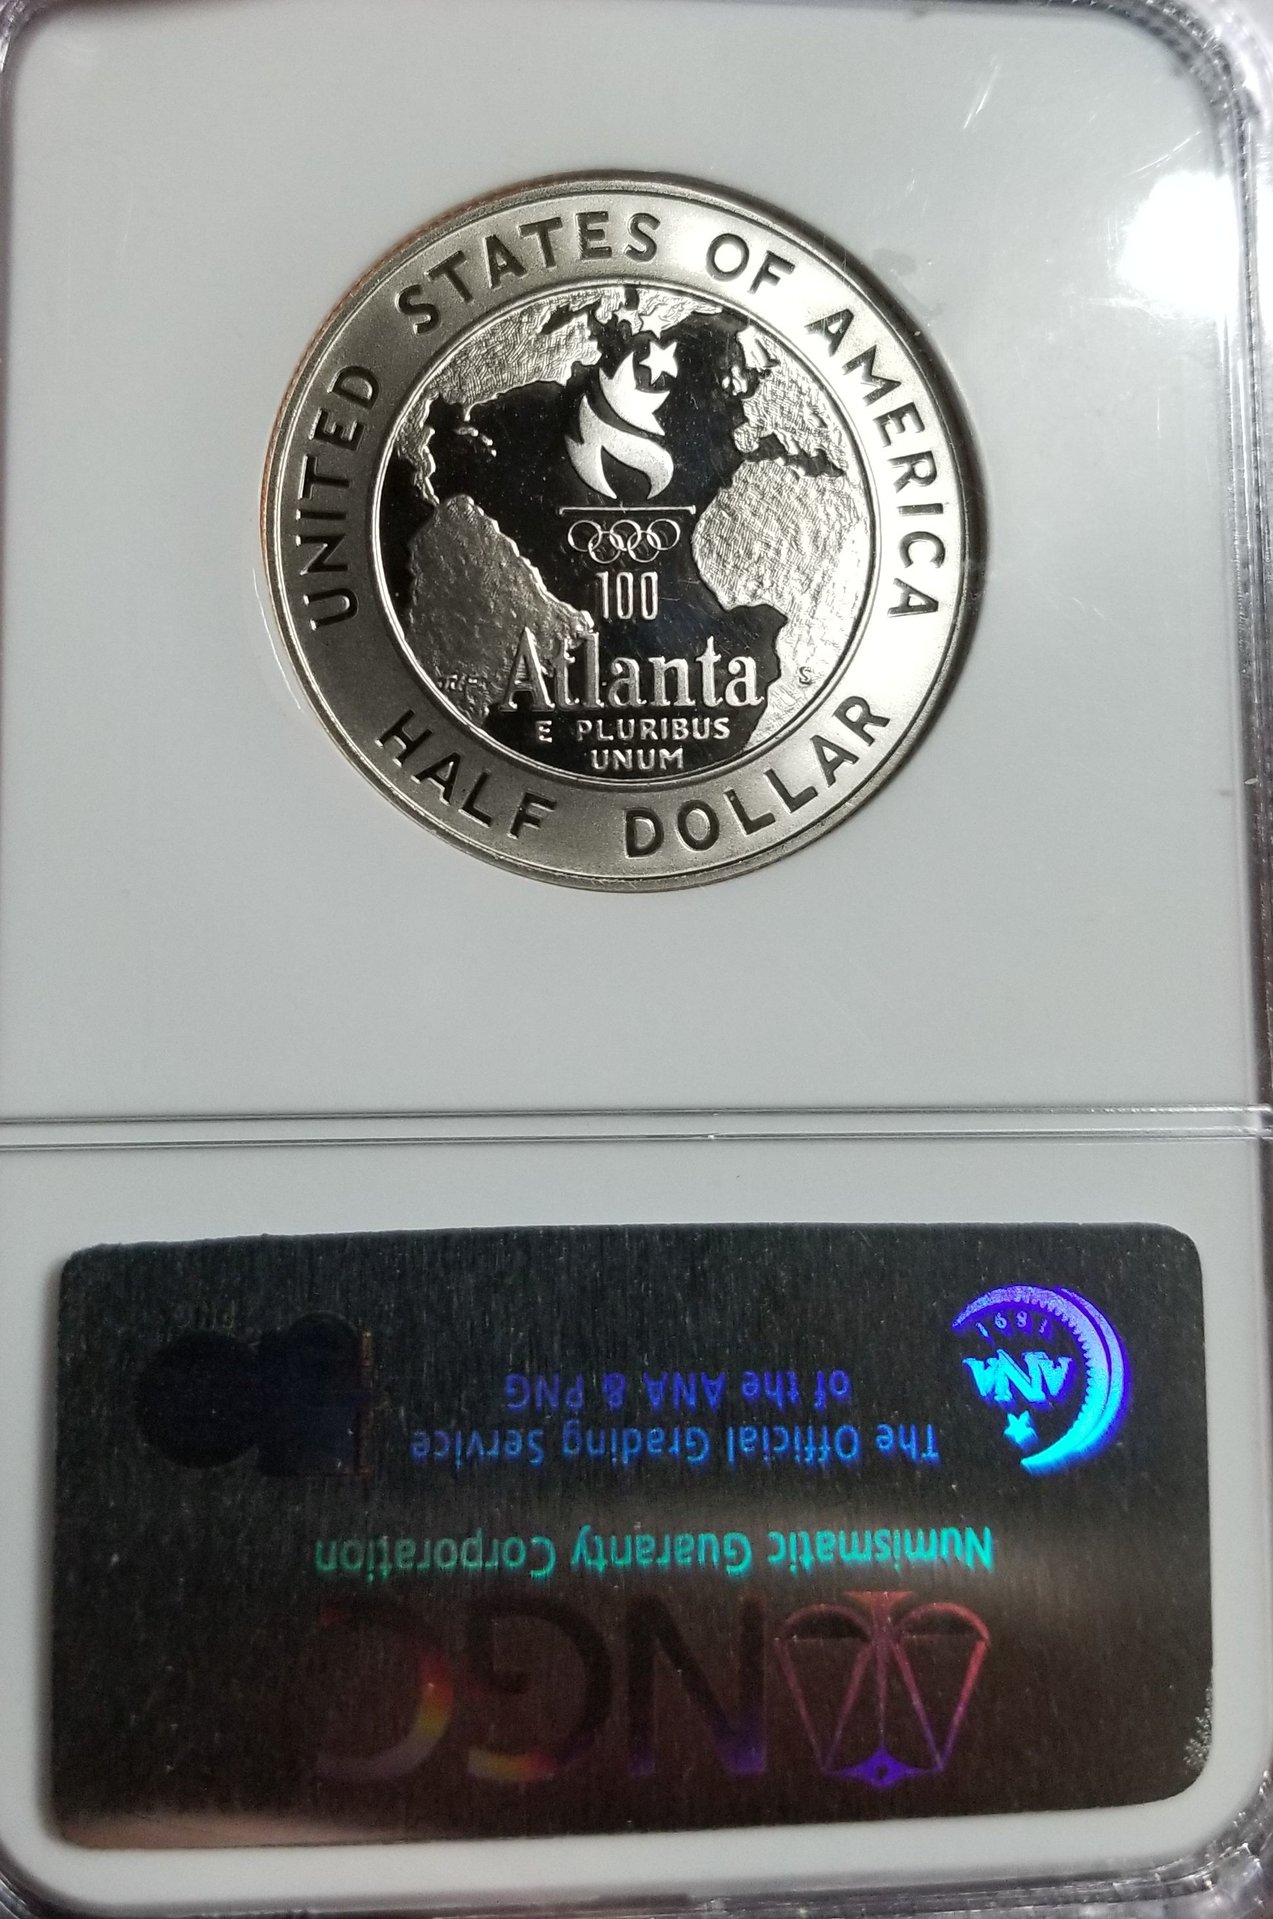 UNITED STATES OF AMERICA
100
Atlanta
E PLURIBUS
UNUM
S
HALF DOLLAR
NGC
Numismatic Guaranty Corporation
The Official Grading Service
of the ANA & PNG
ANA
1891
PNG